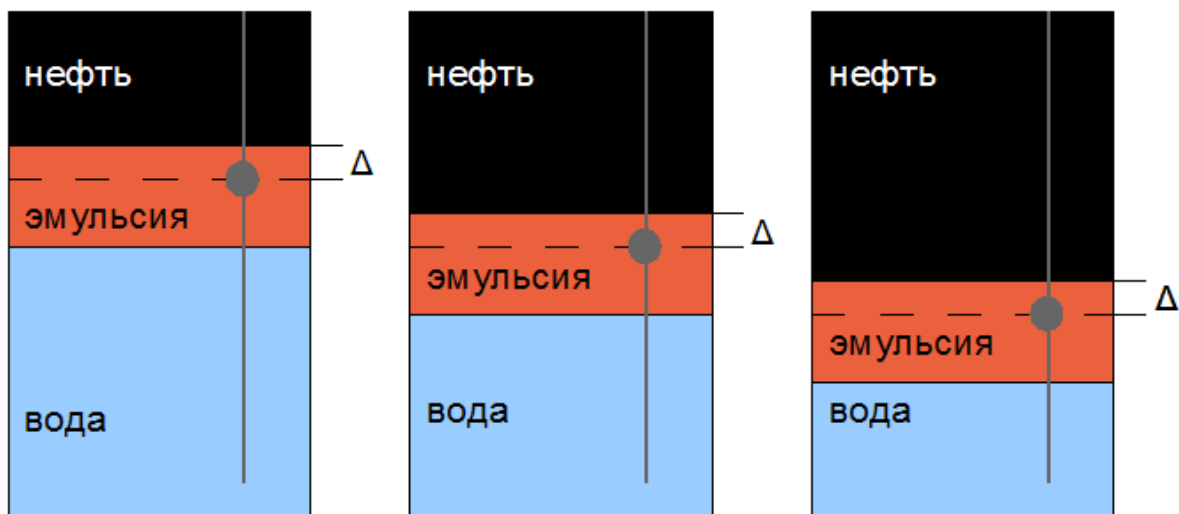 нефть
Δ
эмульсия
вода
нефть
Δ
эмульсия
вода
нефть
Δ
эмульсия
вода